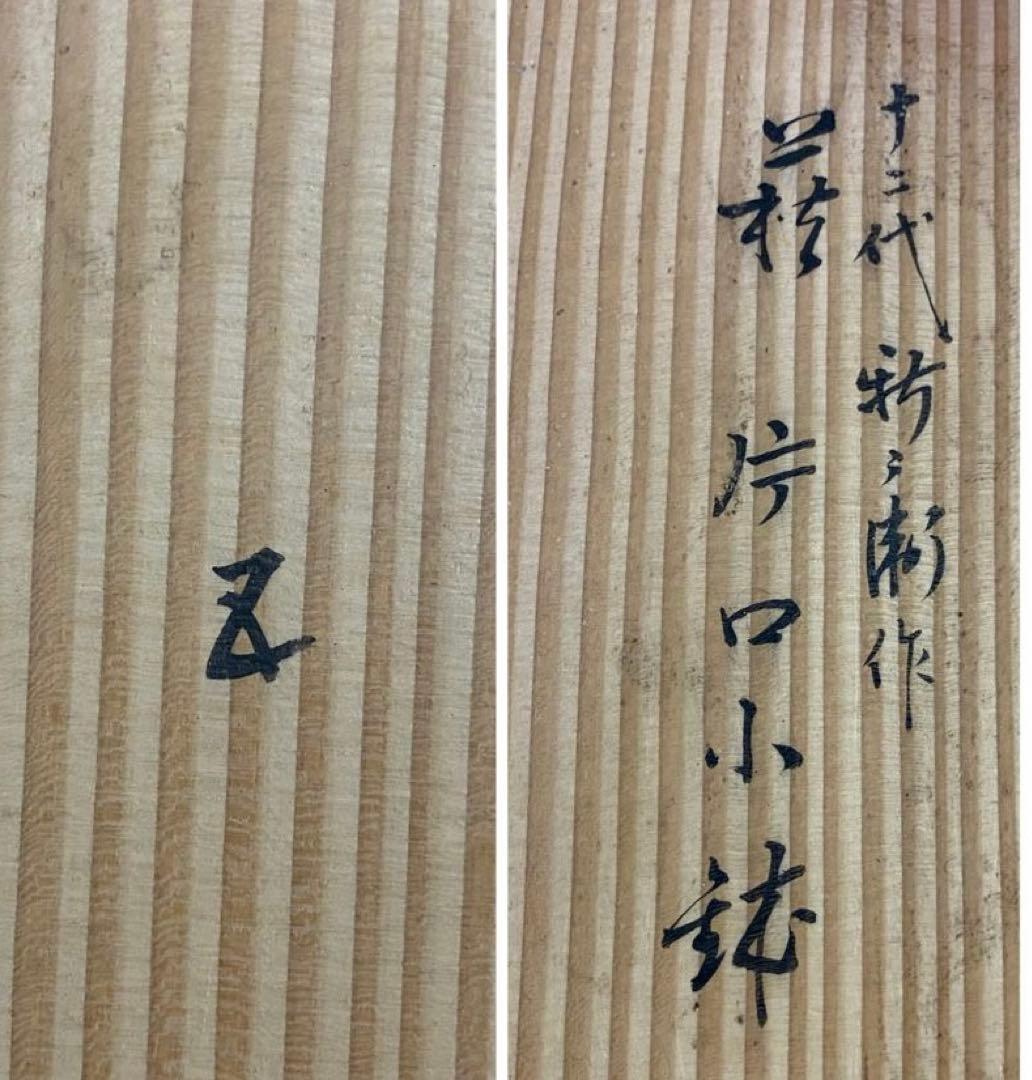 十二代 新兵衛作
萩 片口小鉢